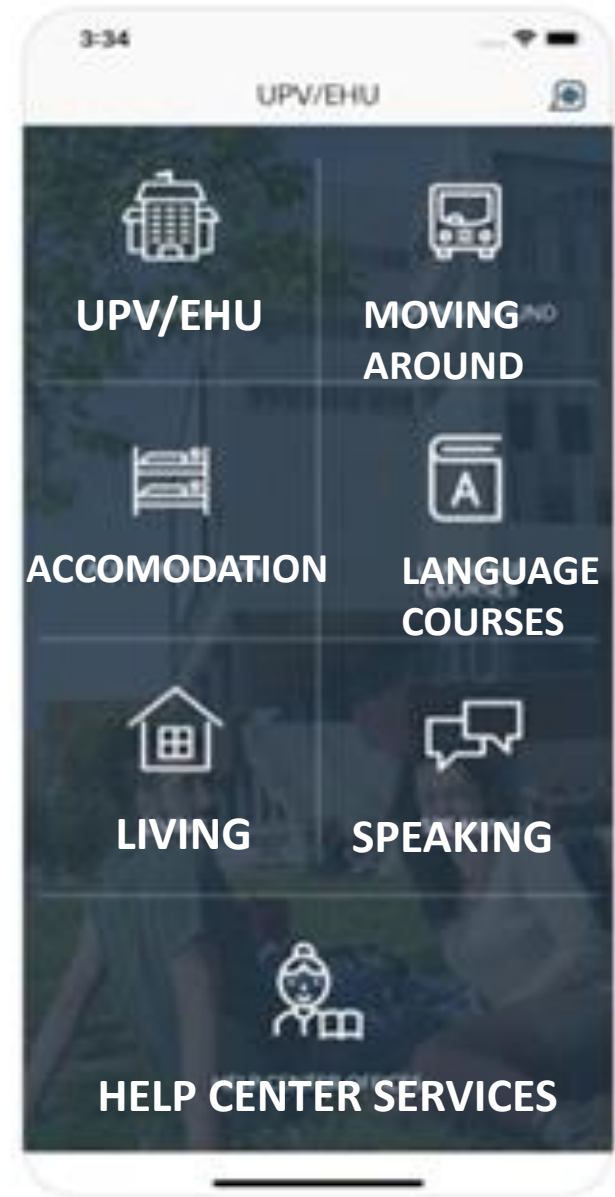 3:34
UPV/EHU
UPV/EHU
MOVING
AROUND
ACCOMODATION
A
LANGUAGE
COURSES
LIVING
SPEAKING
HELP CENTER SERVICES